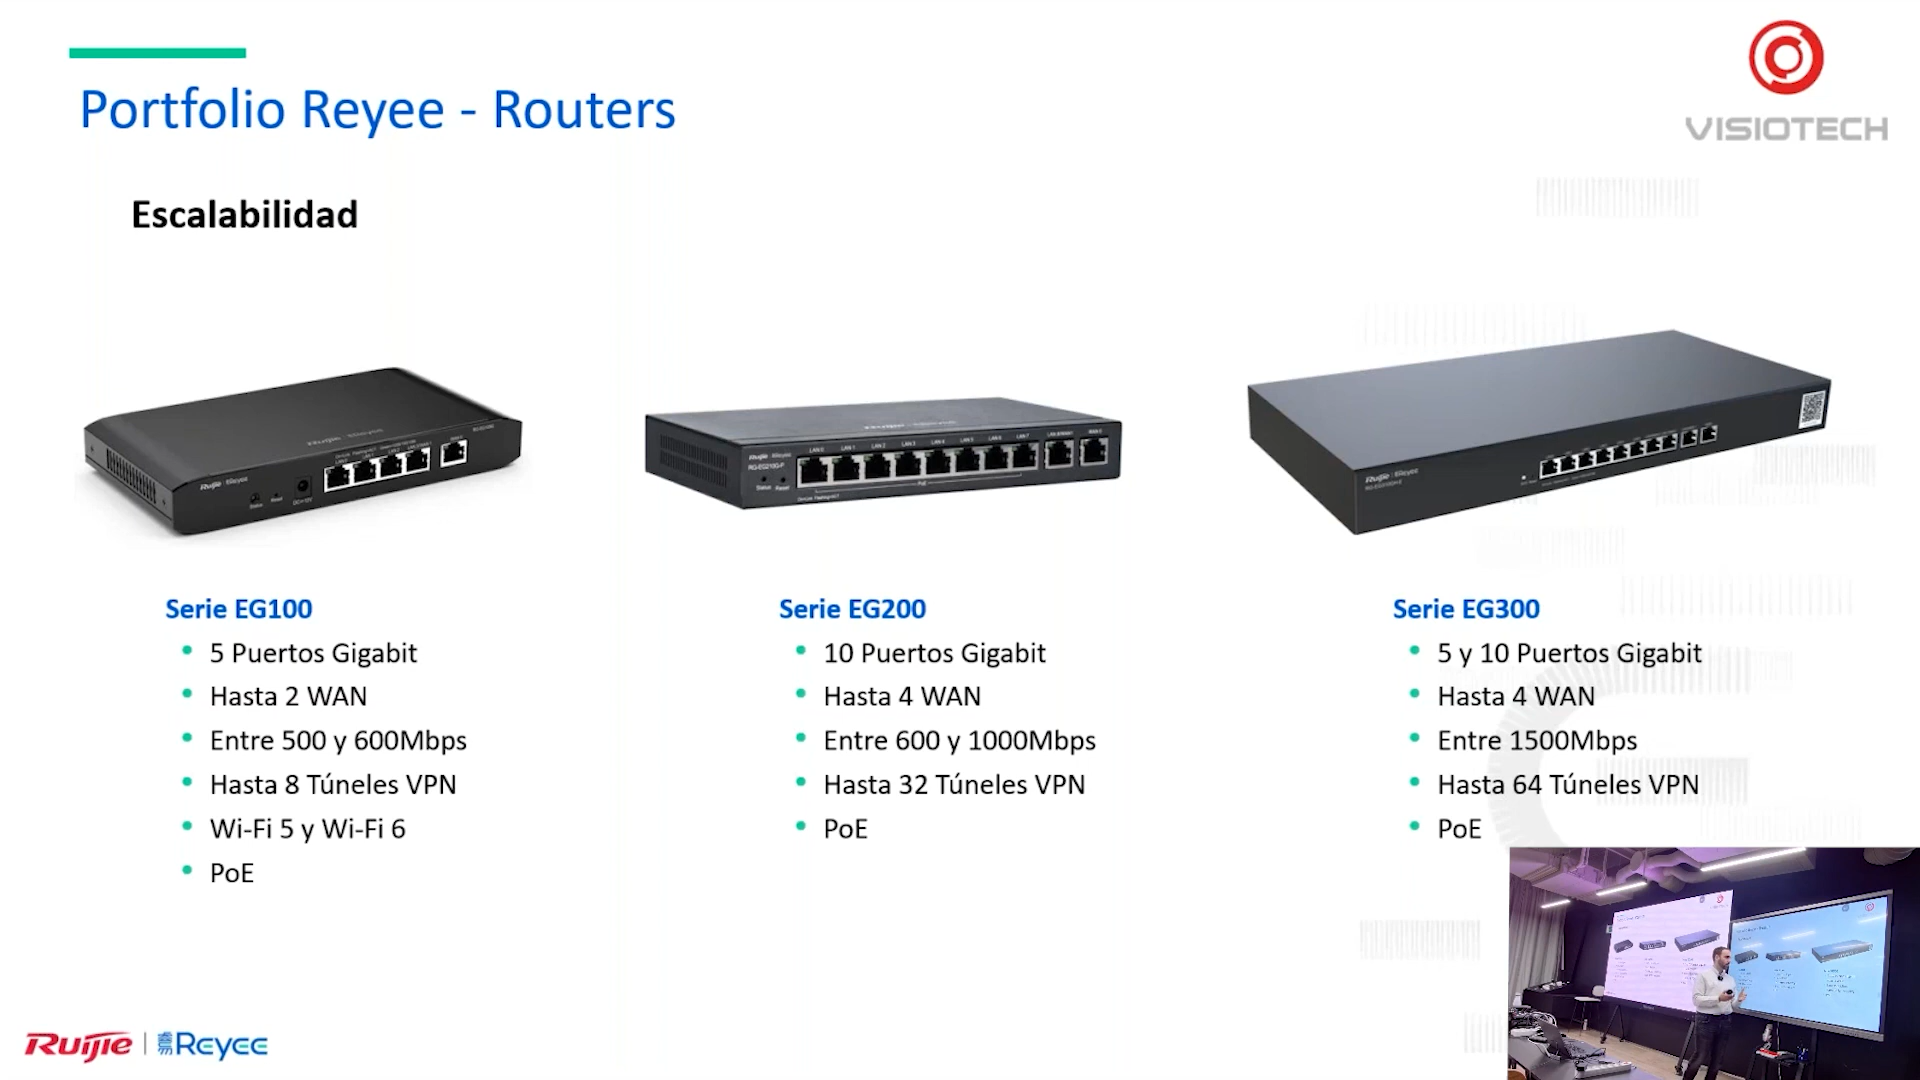 VISIOTECH
Portfolio Reyee - Routers
Escalabilidad
Serie EG100
5 Puertos Gigabit
Hasta 2 WAN
Entre 500 y 600Mbps
Hasta 8 Túneles VPN
Wi-Fi 5 y Wi-Fi 6
PoE
Serie EG200
10 Puertos Gigabit
Hasta 4 WAN
Entre 600 y 1000Mbps
Hasta 32 Túneles VPN
PoE
Serie EG300
5 y 10 Puertos Gigabit
Hasta 4 WAN
Entre 1500Mbps
Hasta 64 Túneles VPN
PoE
Ruijie | Reyee